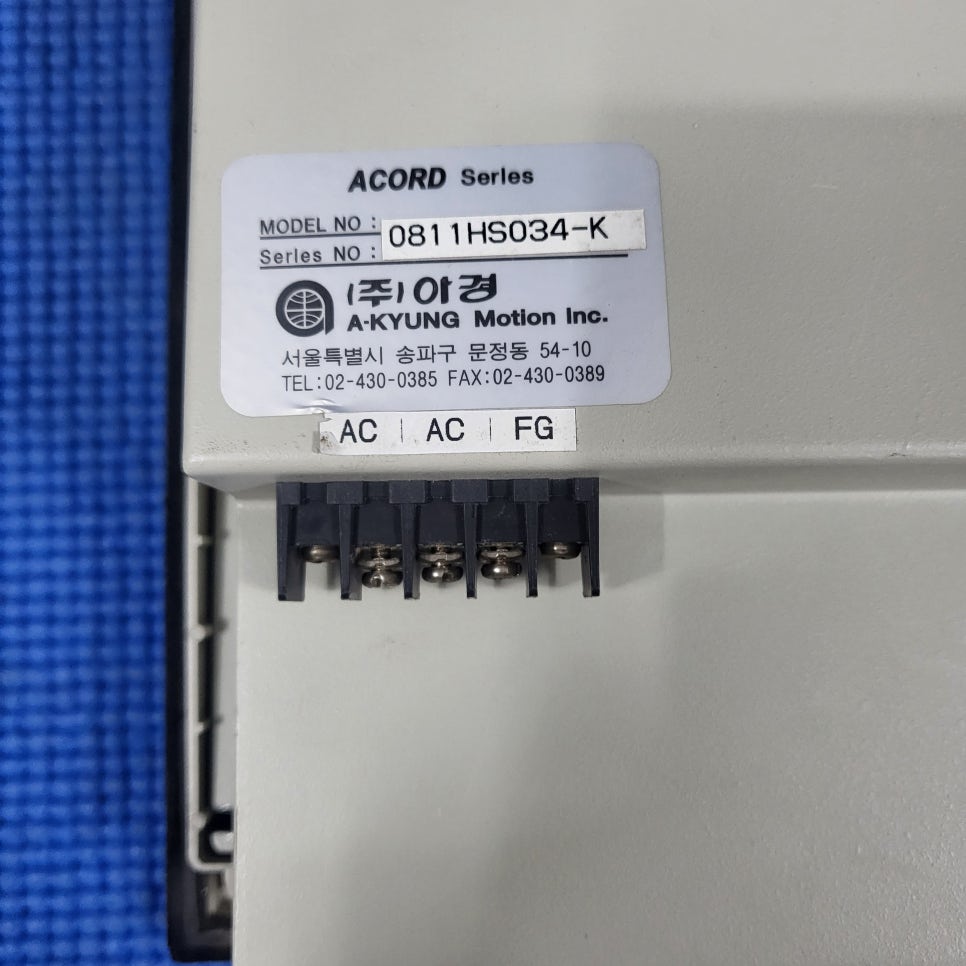 ACORD Series
MODEL NO : 0811HS034-K
Series NO :
(주)아경
A-KYUNG Motion Inc.
서울특별시 송파구 문정동 54-10
TEL:02-430-0385 FAX:02-430-0389
AC | AC | FG